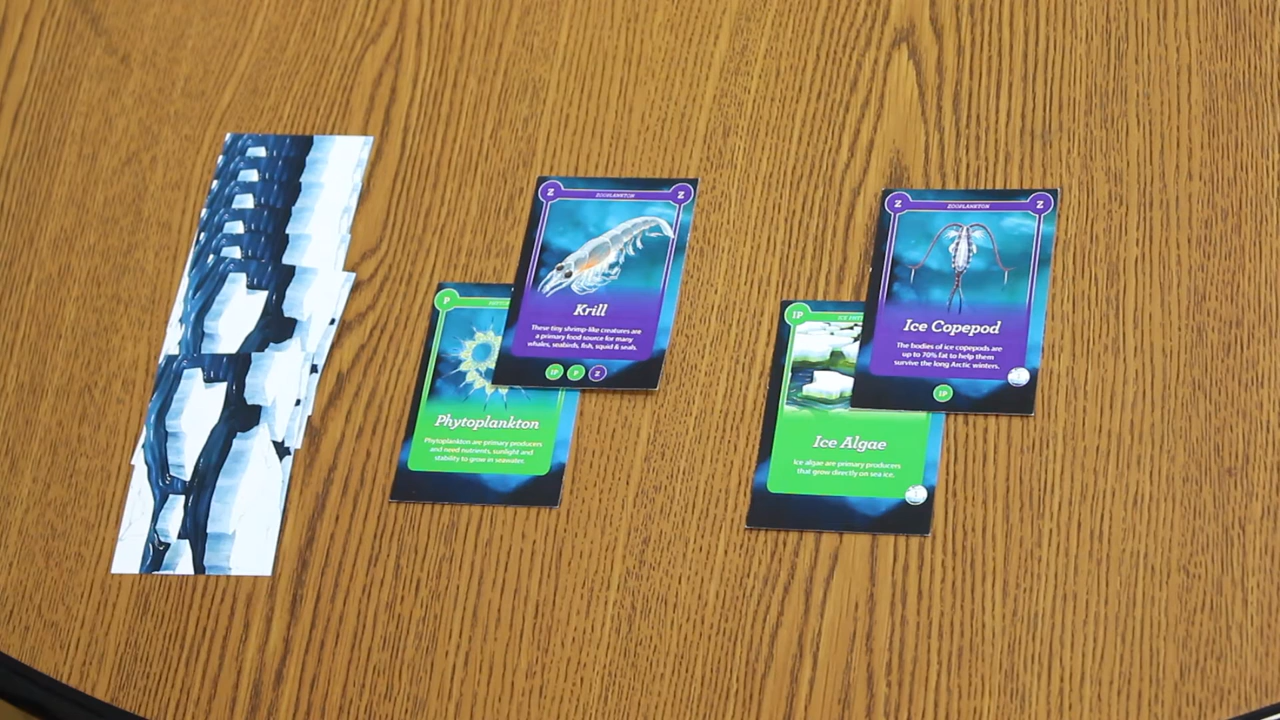 Z ZOOPLANKTON Z
Krill
These tiny shrimp-like creatures are
a primary food source for many
whales, seabirds, fish, squid & seals.
IP P Z
P
Phytoplankton
Phytoplankton are primary producers
and need nutrients, sunlight and
stability to grow in seawater.
Z ZOOPLANKTON Z
Ice Copepod
The bodies of ice copepods are
up to 70% fat to help them
survive the long Arctic winters.
IP
IP ICE PHYT
Ice Algae
Ice algae are primary producers
that grow directly on sea ice.